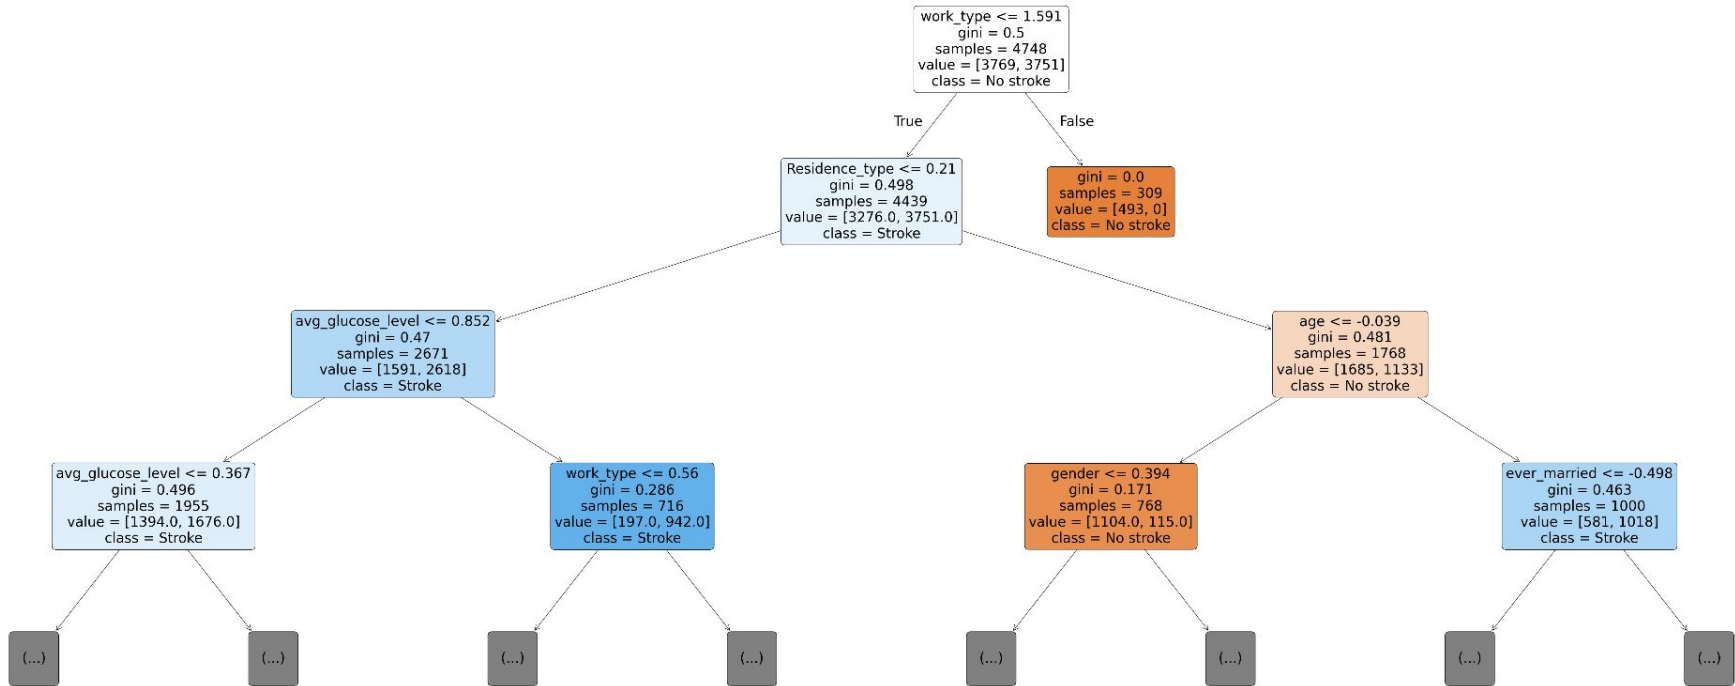 work_type <= 1.591
gini = 0.5
samples = 4748
value = [3769, 3751]
class = No stroke
True
False
Residence_type <= 0.21
gini = 0.498
samples = 4439
value = [3276.0, 3751.0]
class = Stroke
gini = 0.0
samples = 309
value = [493, 0]
class = No stroke
avg_glucose_level <= 0.852
gini = 0.47
samples = 2671
value = [1591, 2618]
class = Stroke
age <= -0.039
gini = 0.481
samples = 1768
value = [1685, 1133]
class = No stroke
avg_glucose_level <= 0.367
gini = 0.496
samples = 1955
value = [1394.0, 1676.0]
class = Stroke
work_type <= 0.56
gini = 0.286
samples = 716
value = [197.0, 942.0]
class = Stroke
gender <= 0.394
gini = 0.171
samples = 768
value = [1104.0, 115.0]
class = No stroke
ever_married <= -0.498
gini = 0.463
samples = 1000
value = [581, 1018]
class = Stroke
(...)
(...)
(...)
(...)
(...)
(...)
(...)
(...)